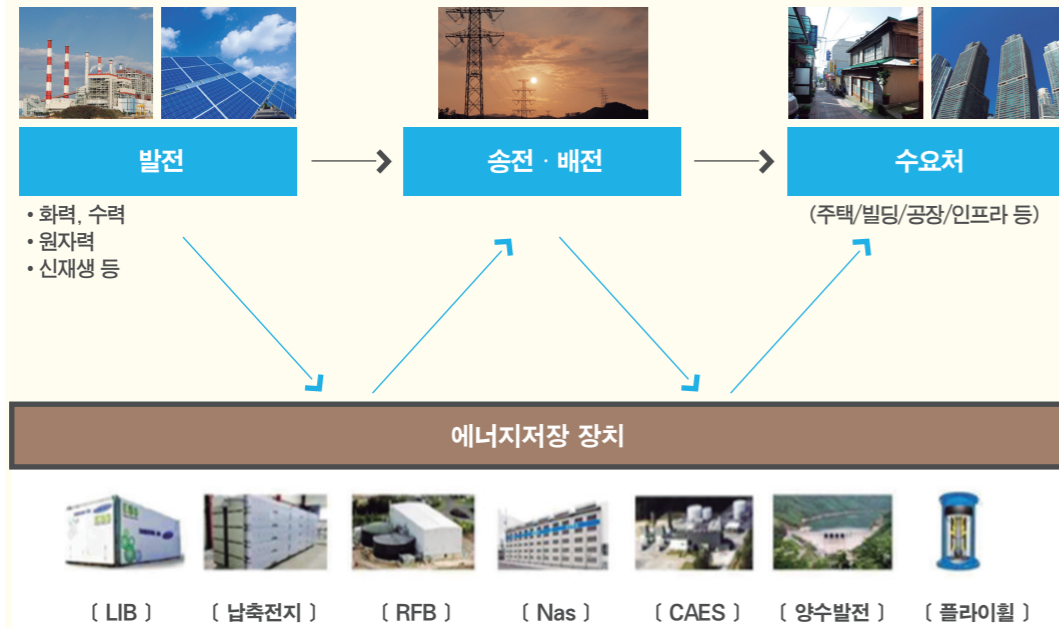 발전
송전 · 배전
수요처
• 화력, 수력
• 원자력
• 신재생 등
(주택/빌딩/공장/인프라 등)
에너지저장 장치
ESS
〔 LIB 〕
〔 납축전지 〕
〔 RFB 〕
〔 Nas 〕
〔 CAES 〕
〔 양수발전 〕
〔 플라이휠 〕